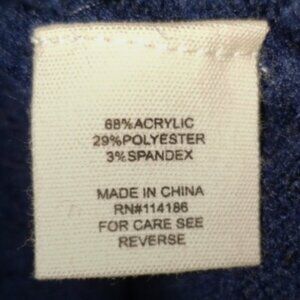 68%ACRYLIC
29%POLYESTER
3%SPANDEX
MADE IN CHINA
RN#114186
FOR CARE SEE
REVERSE